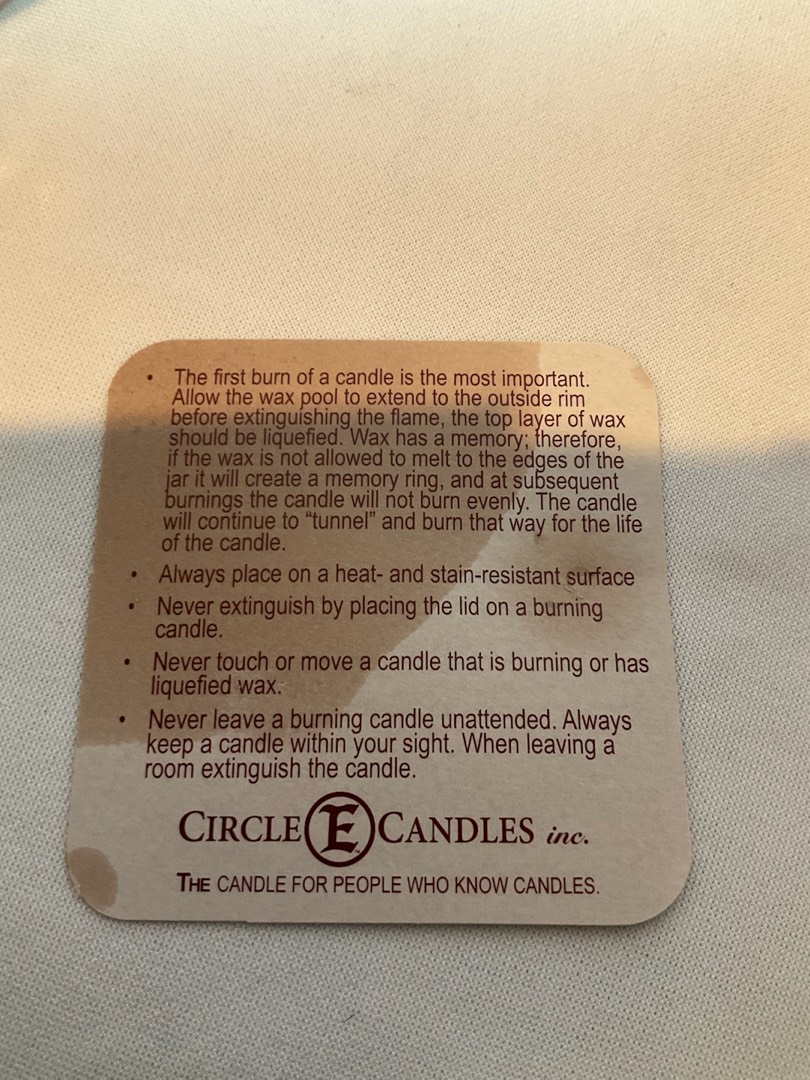 • The first burn of a candle is the most important.
Allow the wax pool to extend to the outside rim
before extinguishing the flame, the top layer of wax
should be liquefied. Wax has a memory; therefore,
if the wax is not allowed to melt to the edges of the
jar it will create a memory ring, and at subsequent
burnings the candle will not burn evenly. The candle
will continue to “tunnel” and burn that way for the life
of the candle.
• Always place on a heat- and stain-resistant surface
• Never extinguish by placing the lid on a burning
candle.
• Never touch or move a candle that is burning or has
liquefied wax.
• Never leave a burning candle unattended. Always
keep a candle within your sight. When leaving a
room extinguish the candle.
CIRCLE E CANDLES inc.
THE CANDLE FOR PEOPLE WHO KNOW CANDLES.